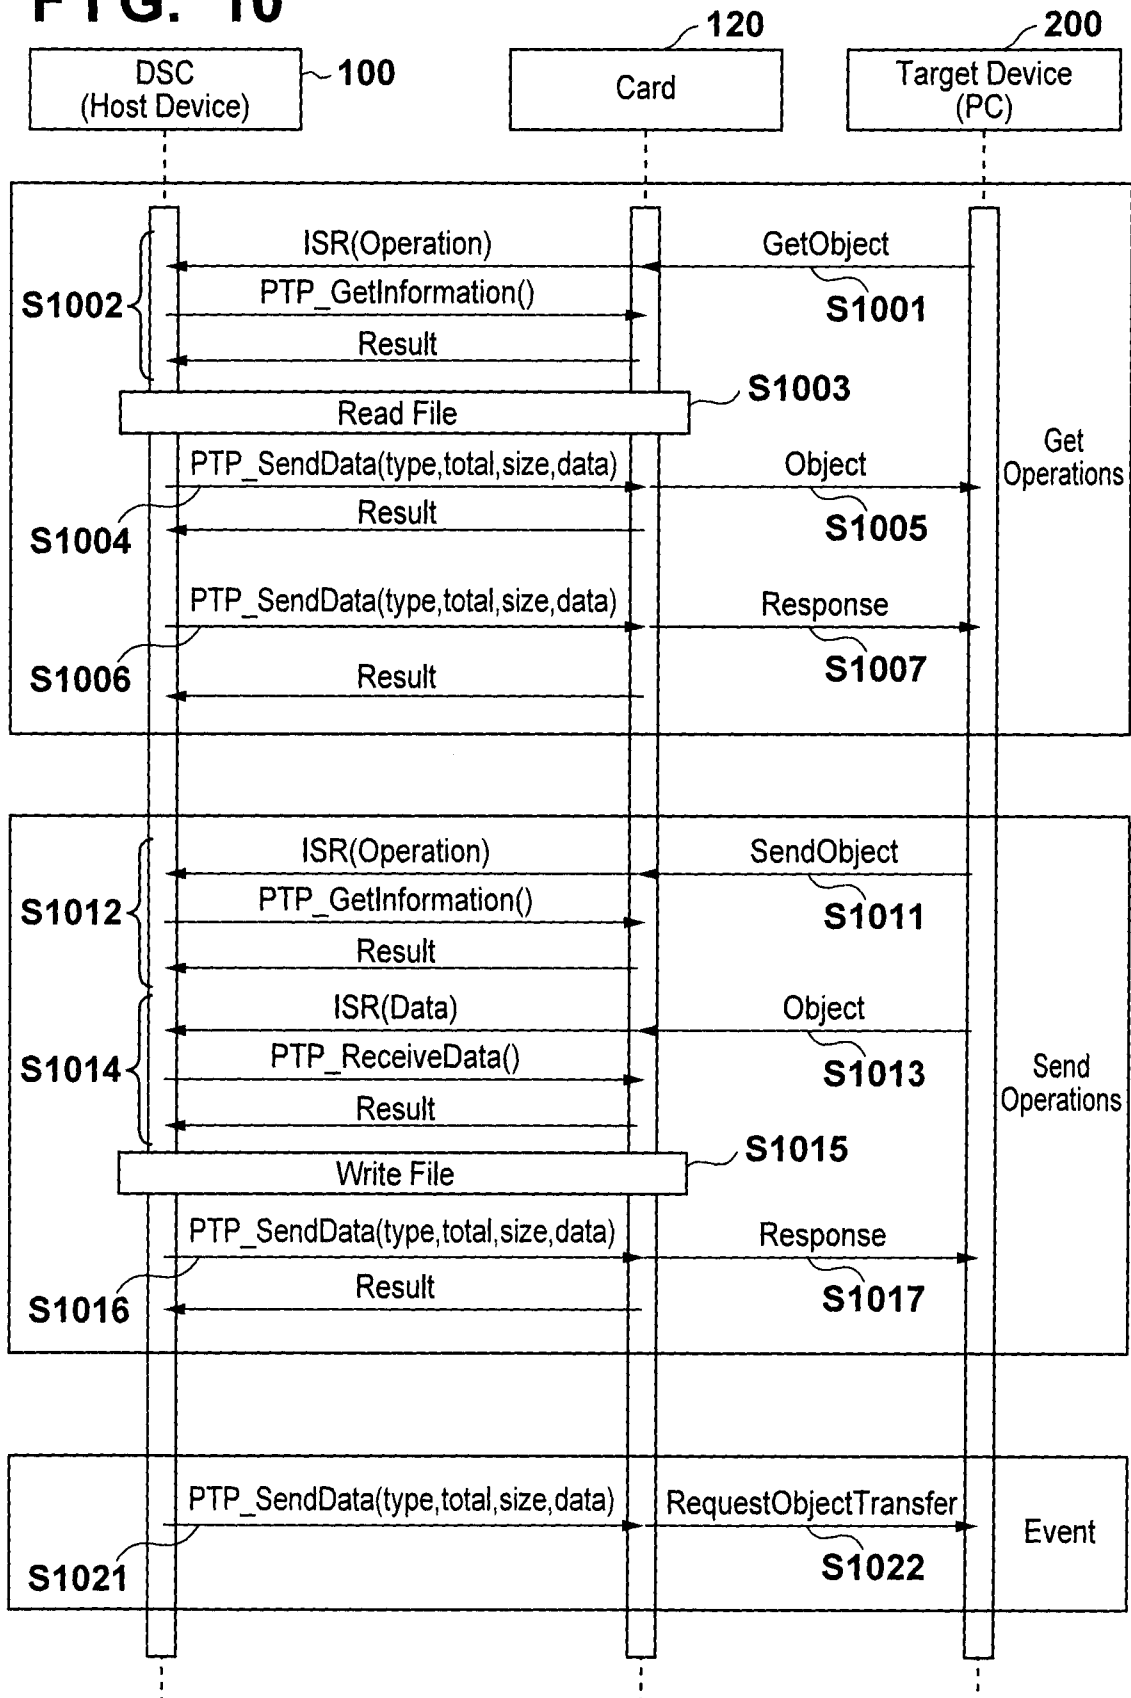 FIG. 10
120
200
DSC
(Host Device)
100
Card
Target Device
(PC)
ISR(Operation)
GetObject
S1002
PTP_GetInformation()
S1001
Result
S1003
Read File
Get
Operations
PTP_SendData(type,total,size,data)
Object
S1004
Result
S1005
PTP_SendData(type,total,size,data)
Response
S1006
Result
S1007
ISR(Operation)
SendObject
S1012
PTP_GetInformation()
S1011
Result
ISR(Data)
Object
S1014
PTP_ReceiveData()
S1013
Send
Operations
Result
S1015
Write File
PTP_SendData(type,total,size,data)
Response
S1016
Result
S1017
PTP_SendData(type,total,size,data)
RequestObjectTransfer
Event
S1021
S1022